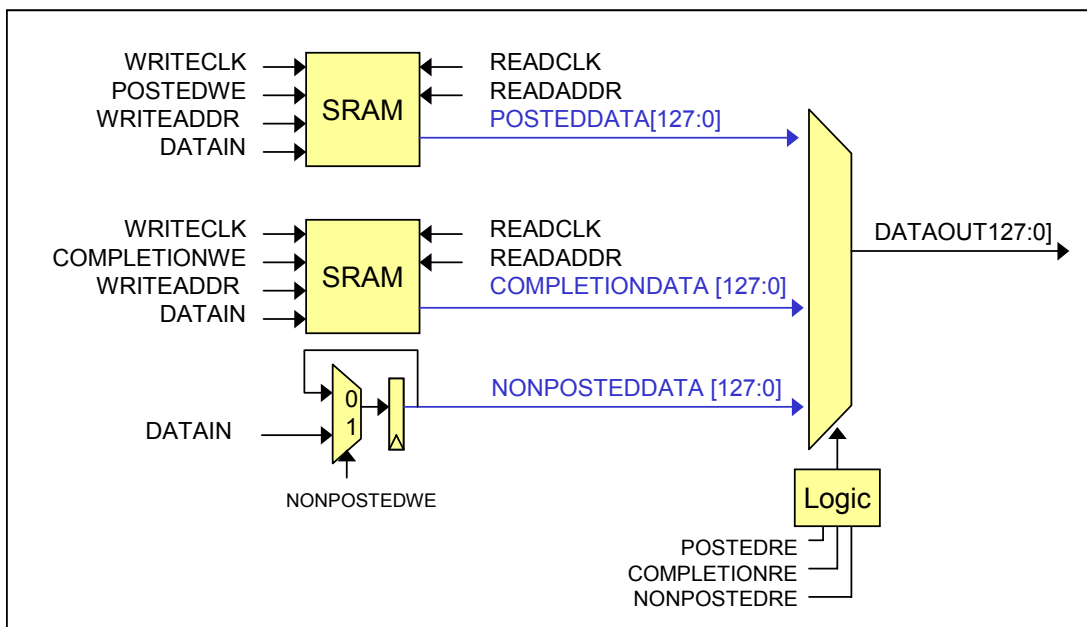 WRITECLK
POSTEDWE
WRITEADDR
DATAIN
SRAM
READCLK
READADDR
POSTEDDATA[127:0]
WRITECLK
COMPLETIONWE
WRITEADDR
DATAIN
SRAM
READCLK
READADDR
COMPLETIONDATA [127:0]
DATAOUT127:0]
DATAIN
0
1
NONPOSTEDDATA [127:0]
NONPOSTEDWE
Logic
POSTEDRE
COMPLETIONRE
NONPOSTEDRE